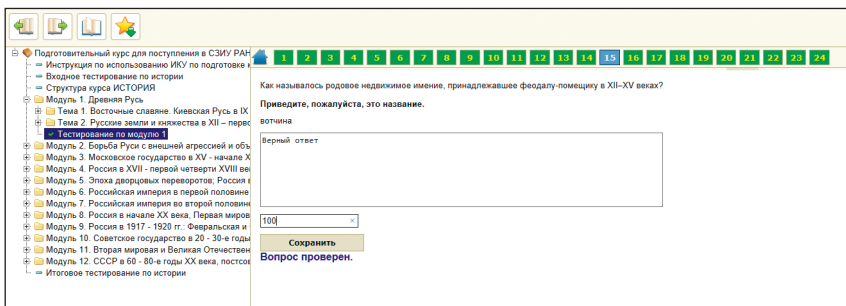 Подготовительный курс для поступления в СЗИУ РАН
Инструкция по использованию ИКУ по подготовке к
Входное тестирование по истории
Структура курса ИСТОРИЯ
Модуль 1. Древняя Русь
Тема 1. Восточные славяне. Киевская Русь в IX
Тема 2. Русские земли и княжества в XII – перво
Тестирование по модулю 1
Модуль 2. Борьба Руси с внешней агрессией и объ
Модуль 3. Московское государство в XV - начале X
Модуль 4. Россия в XVII - первой четверти XVIII ве
Модуль 5. Эпоха дворцовых переворотов; Россия
Модуль 6. Российская империя в первой половине
Модуль 7. Российская империя во второй половине
Модуль 8. Россия в начале XX века, Первая миров
Модуль 9. Россия в 1917 - 1920 гг.: Февральская и
Модуль 10. Советское государство в 20 - 30-е годы
Модуль 11. Вторая мировая и Великая Отечествен
Модуль 12. СССР в 60 - 80-е годы XX века, постсов
Итоговое тестирование по истории
1 2 3 4 5 6 7 8 9 10 11 12 13 14 15 16 17 18 19 20 21 22 23 24
Как называлось родовое недвижимое имение, принадлежавшее феодалу-помещику в XII–XV веках?
Приведите, пожалуйста, это название.
вотчина
Верный ответ
100
Сохранить
Вопрос проверен.